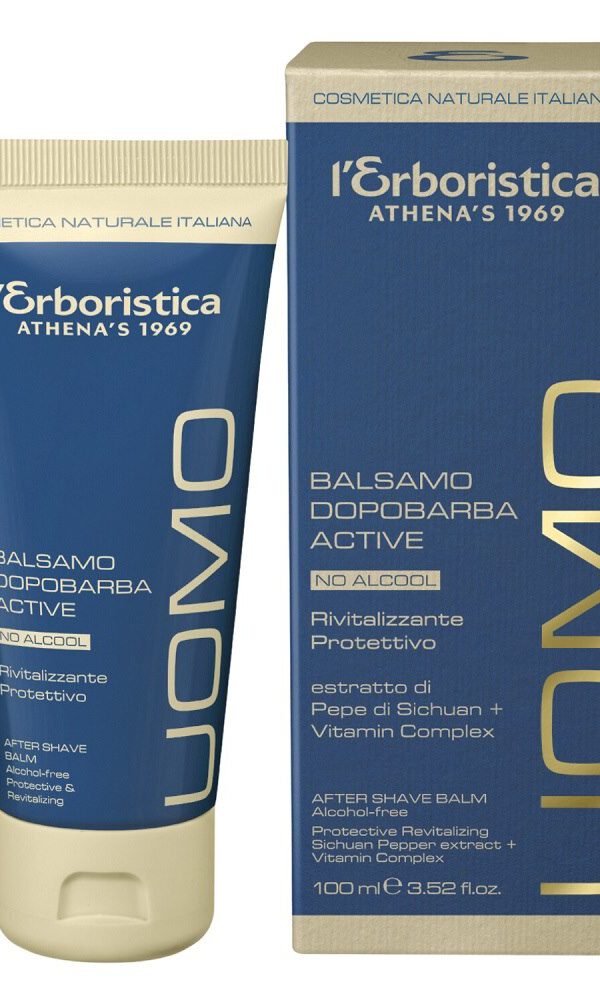 ETICA NATURALE ITALIANA
l'Erboristica
ATHENA'S 1969
UOMO
BALSAMO
DOPOBARBA
ACTIVE
NO ALCOOL
Rivitalizzante
Protettivo
AFTER SHAVE
BALM
Alcohol-free
Protective &
Revitalizing
COSMETICA NATURALE ITALIAN
l'Erboristica
ATHENA'S 1969
UOMO
BALSAMO
DOPOBARBA
ACTIVE
NO ALCOOL
Rivitalizzante
Protettivo
estratto di
Pepe di Sichuan +
Vitamin Complex
AFTER SHAVE BALM
Alcohol-free
Protective Revitalizing
Sichuan Pepper extract +
Vitamin Complex
100 ml e 3.52 fl.oz.